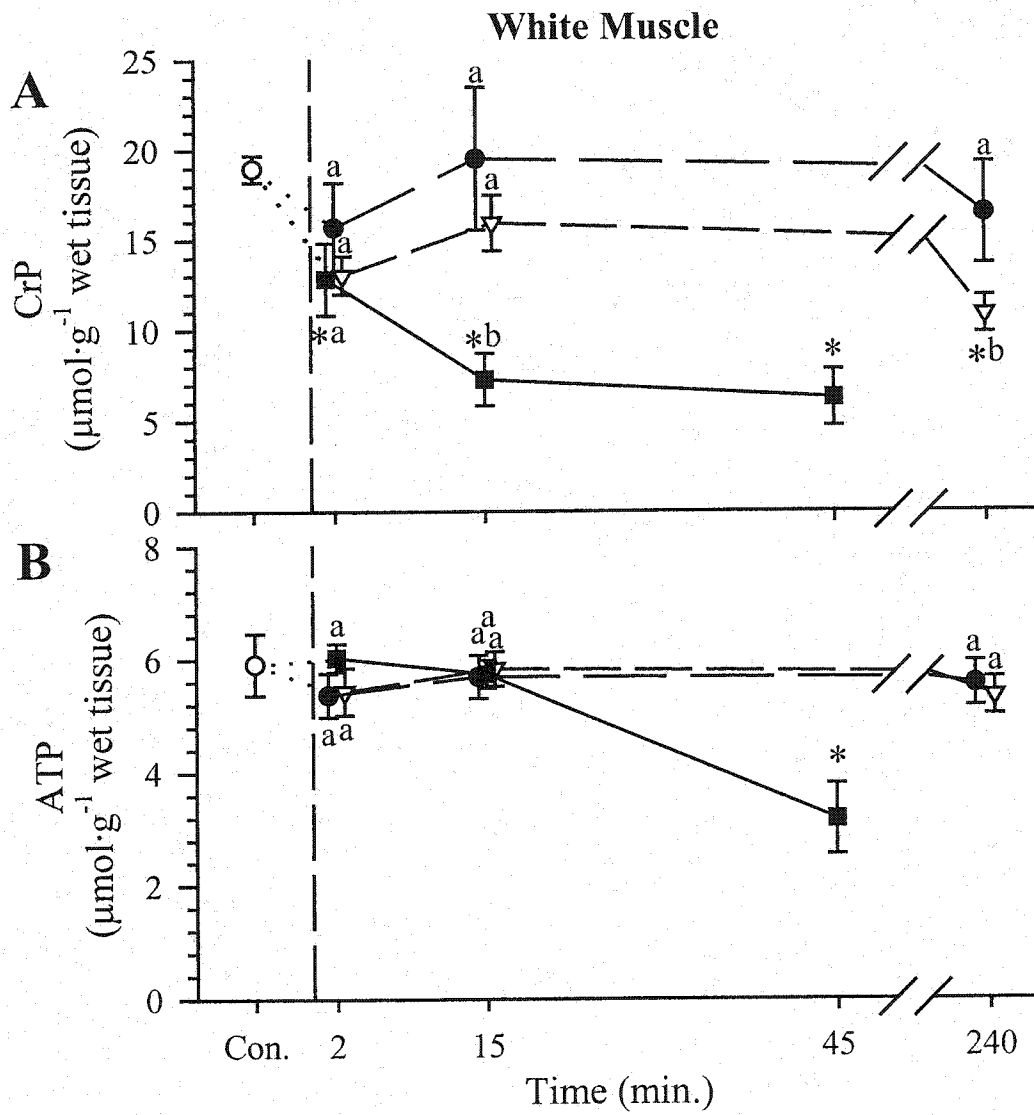 White Muscle
A
CrP
(µmol·g⁻¹ wet tissue)
25
20
15
10
5
0
a
a
a
a
a
a
*a
*b
*
*b
B
ATP
(µmol·g⁻¹ wet tissue)
8
6
4
2
0
a
a
a
a
a
a
a
a
*
Con.
2
15
45
240
Time (min.)